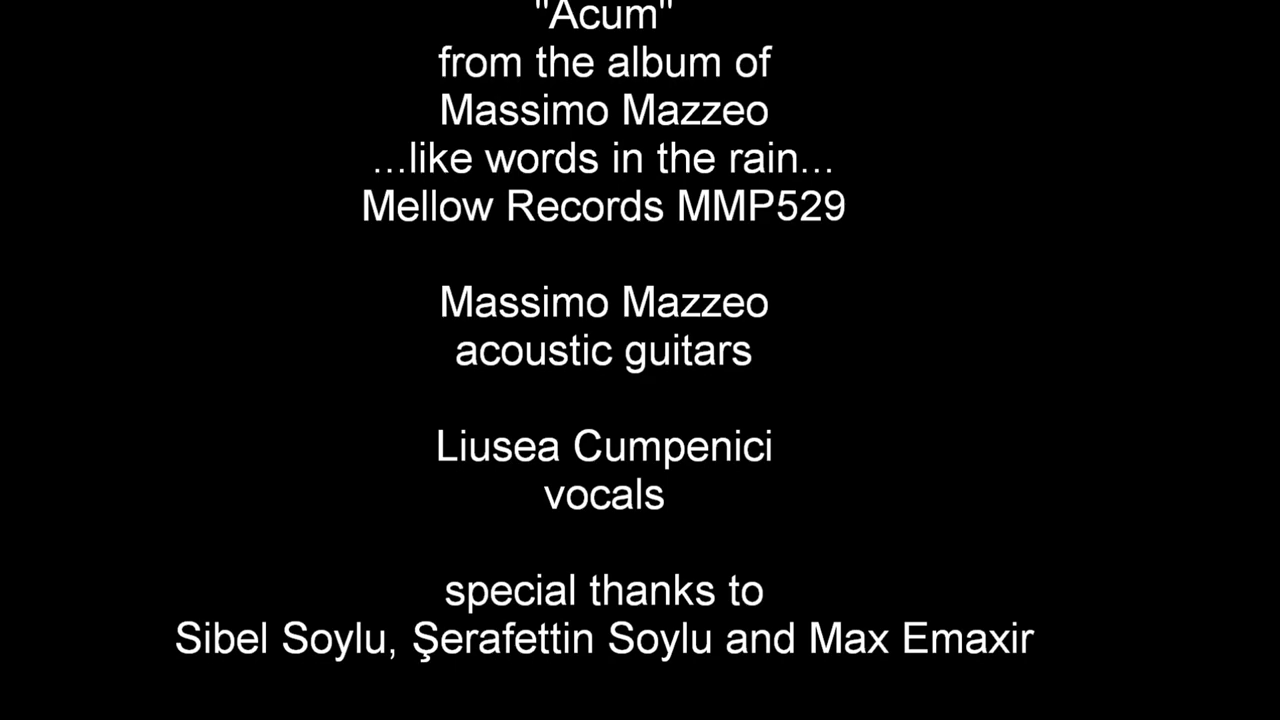 "Acum"
from the album of
Massimo Mazzeo
...like words in the rain...
Mellow Records MMP529
Massimo Mazzeo
acoustic guitars
Liusea Cumpenici
vocals
special thanks to
Sibel Soylu, Şerafettin Soylu and Max Emaxir